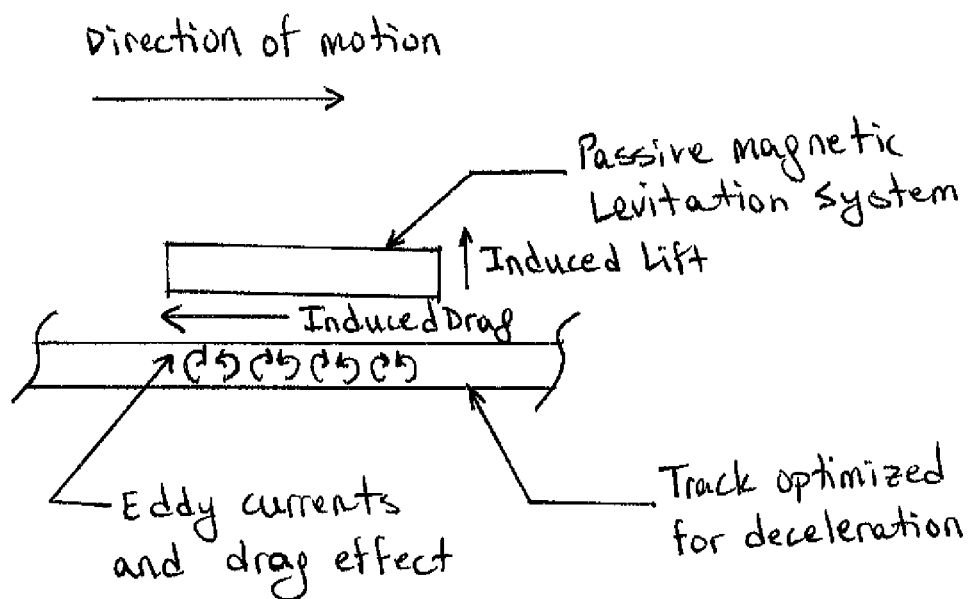 Direction of motion
Passive magnetic
Levitation System
Induced Lift
Induced Drag
Eddy currents
and drag effect
Track optimized
for deceleration